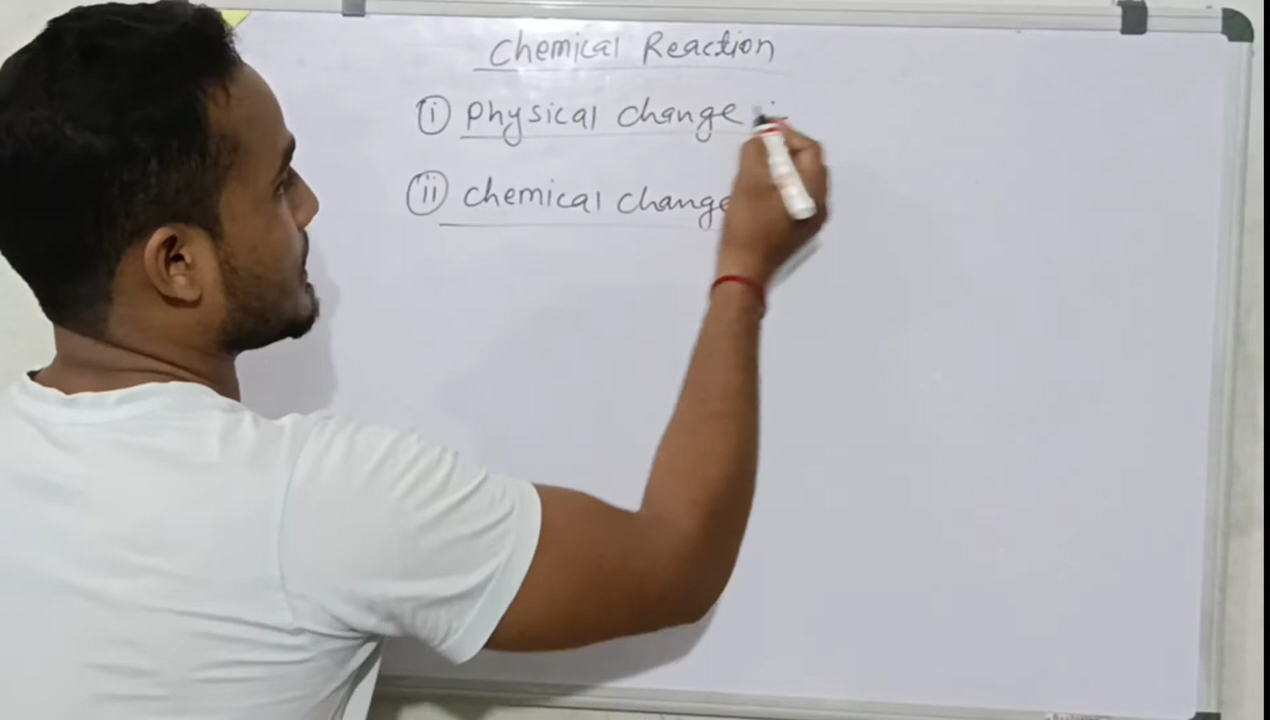 Chemical Reaction
(i) Physical change :-
(ii) chemical change